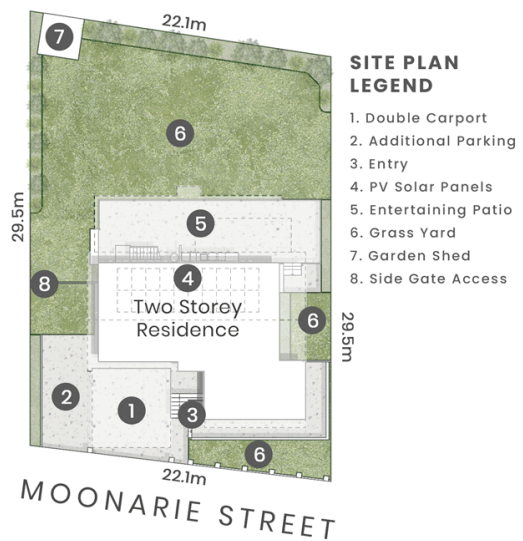 22.1m
7
SITE PLAN
LEGEND
1. Double Carport
2. Additional Parking
3. Entry
4. PV Solar Panels
5. Entertaining Patio
6. Grass Yard
7. Garden Shed
8. Side Gate Access
6
29.5m
5
4
8
Two Storey
Residence
6
29.5m
2
1
3
6
22.1m
MOONARIE STREET